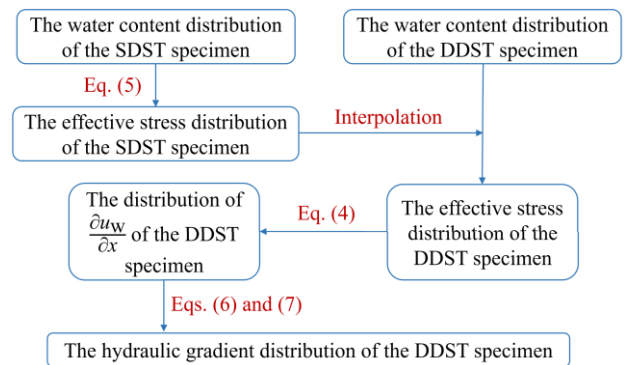 The water content distribution
of the SDST specimen
The water content distribution
of the DDST specimen
Eq. (5)
The effective stress distribution
of the SDST specimen
Interpolation
The distribution of
∂u_w/∂x of the DDST
specimen
Eq. (4)
The effective stress
distribution of the
DDST specimen
Eqs. (6) and (7)
The hydraulic gradient distribution of the DDST specimen